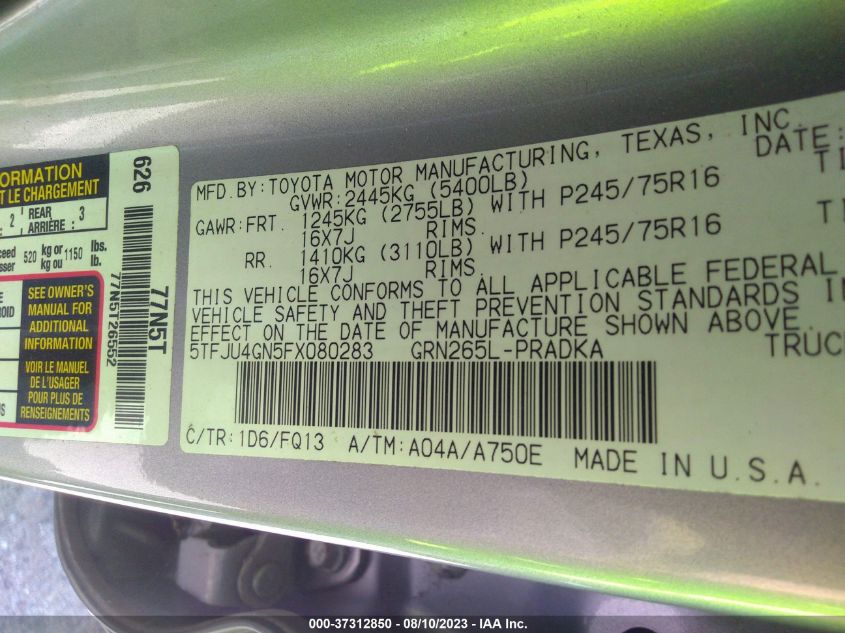 ORMATION
T LE CHARGEMENT
: 2 REAR ARRIÈRE : 3
520 kg or 1150 lbs.
kg ou lb.
SEE OWNER'S
MANUAL FOR
ADDITIONAL
INFORMATION
VOIR LE MANUEL
DE L'USAGER
POUR PLUS DE
RENSEIGNEMENTS
626
77N5T26552
77N5T
MFD.BY:TOYOTA MOTOR MANUFACTURING, TEXAS, INC.
DATE:
GVWR:2445KG (5400LB)
GAWR:FRT. 1245KG (2755LB) WITH P245/75R16
16X7J RIMS.
RR. 1410KG (3110LB) WITH P245/75R16
16X7J RIMS.
THIS VEHICLE CONFORMS TO ALL APPLICABLE FEDERAL
VEHICLE SAFETY AND THEFT PREVENTION STANDARDS IN
EFFECT ON THE DATE OF MANUFACTURE SHOWN ABOVE.
5TFJU4GN5FX080283 GRN265L-PRADKA TRUCK
C/TR:1D6/FQ13 A/TM:A04A/A750E MADE IN U.S.A.
000-37312850 - 08/10/2023 - IAA Inc.